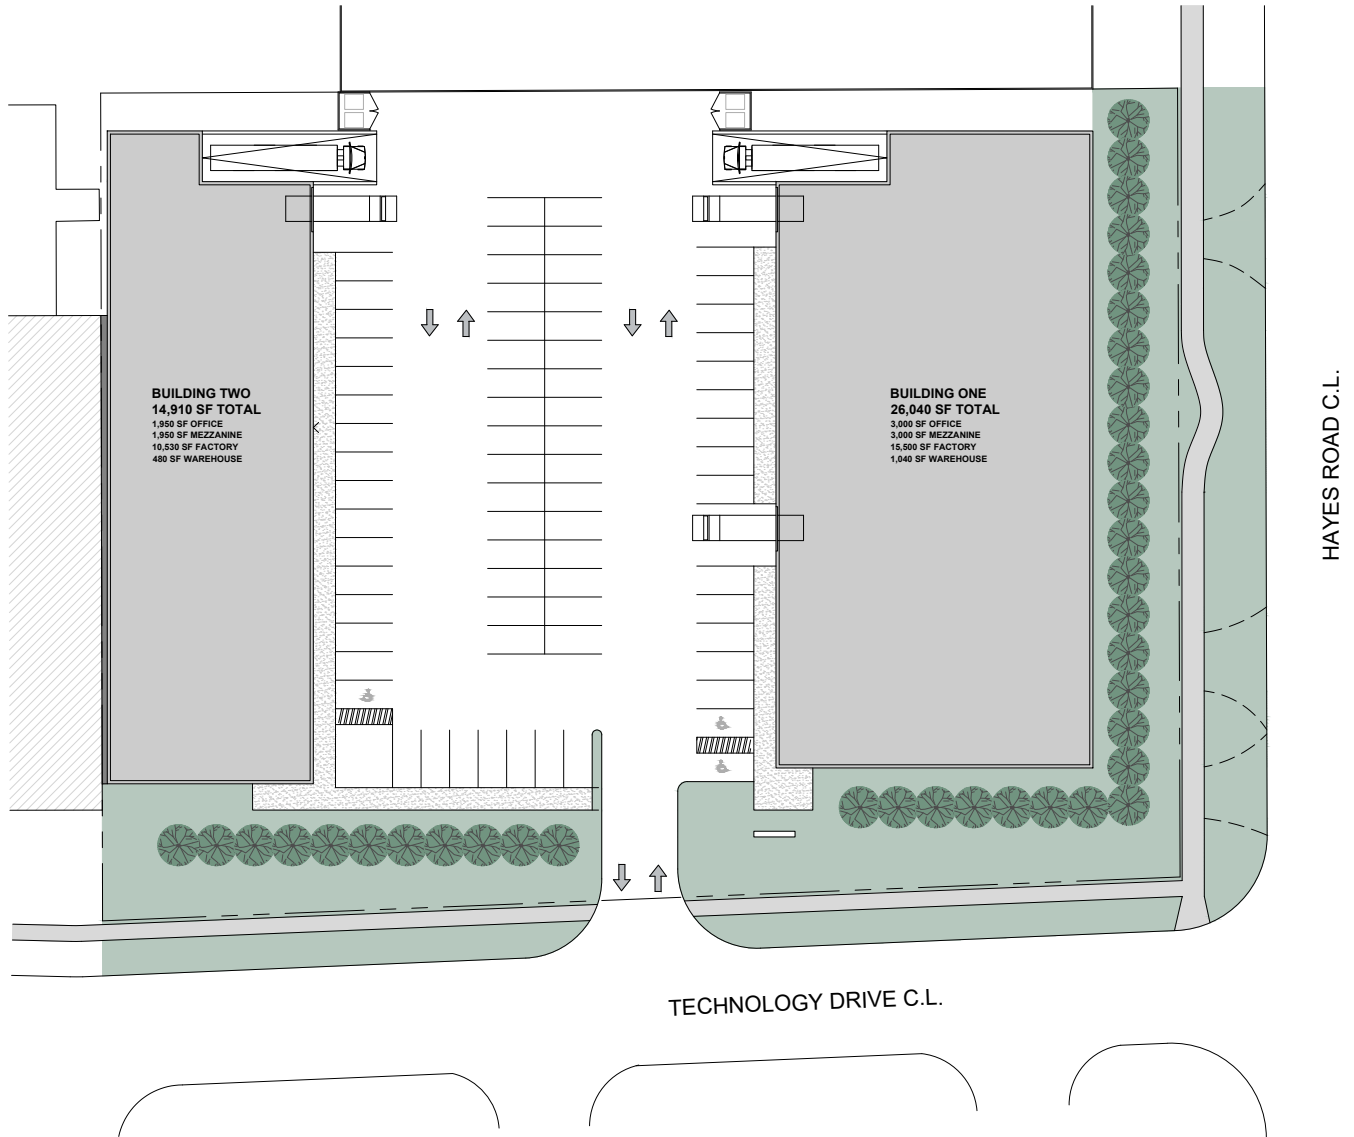 BUILDING TWO
14,910 SF TOTAL
1,950 SF OFFICE
1,950 SF MEZZANINE
10,530 SF FACTORY
480 SF WAREHOUSE
BUILDING ONE
26,040 SF TOTAL
3,000 SF OFFICE
3,000 SF MEZZANINE
15,500 SF FACTORY
1,040 SF WAREHOUSE
HAYES ROAD C.L.
TECHNOLOGY DRIVE C.L.